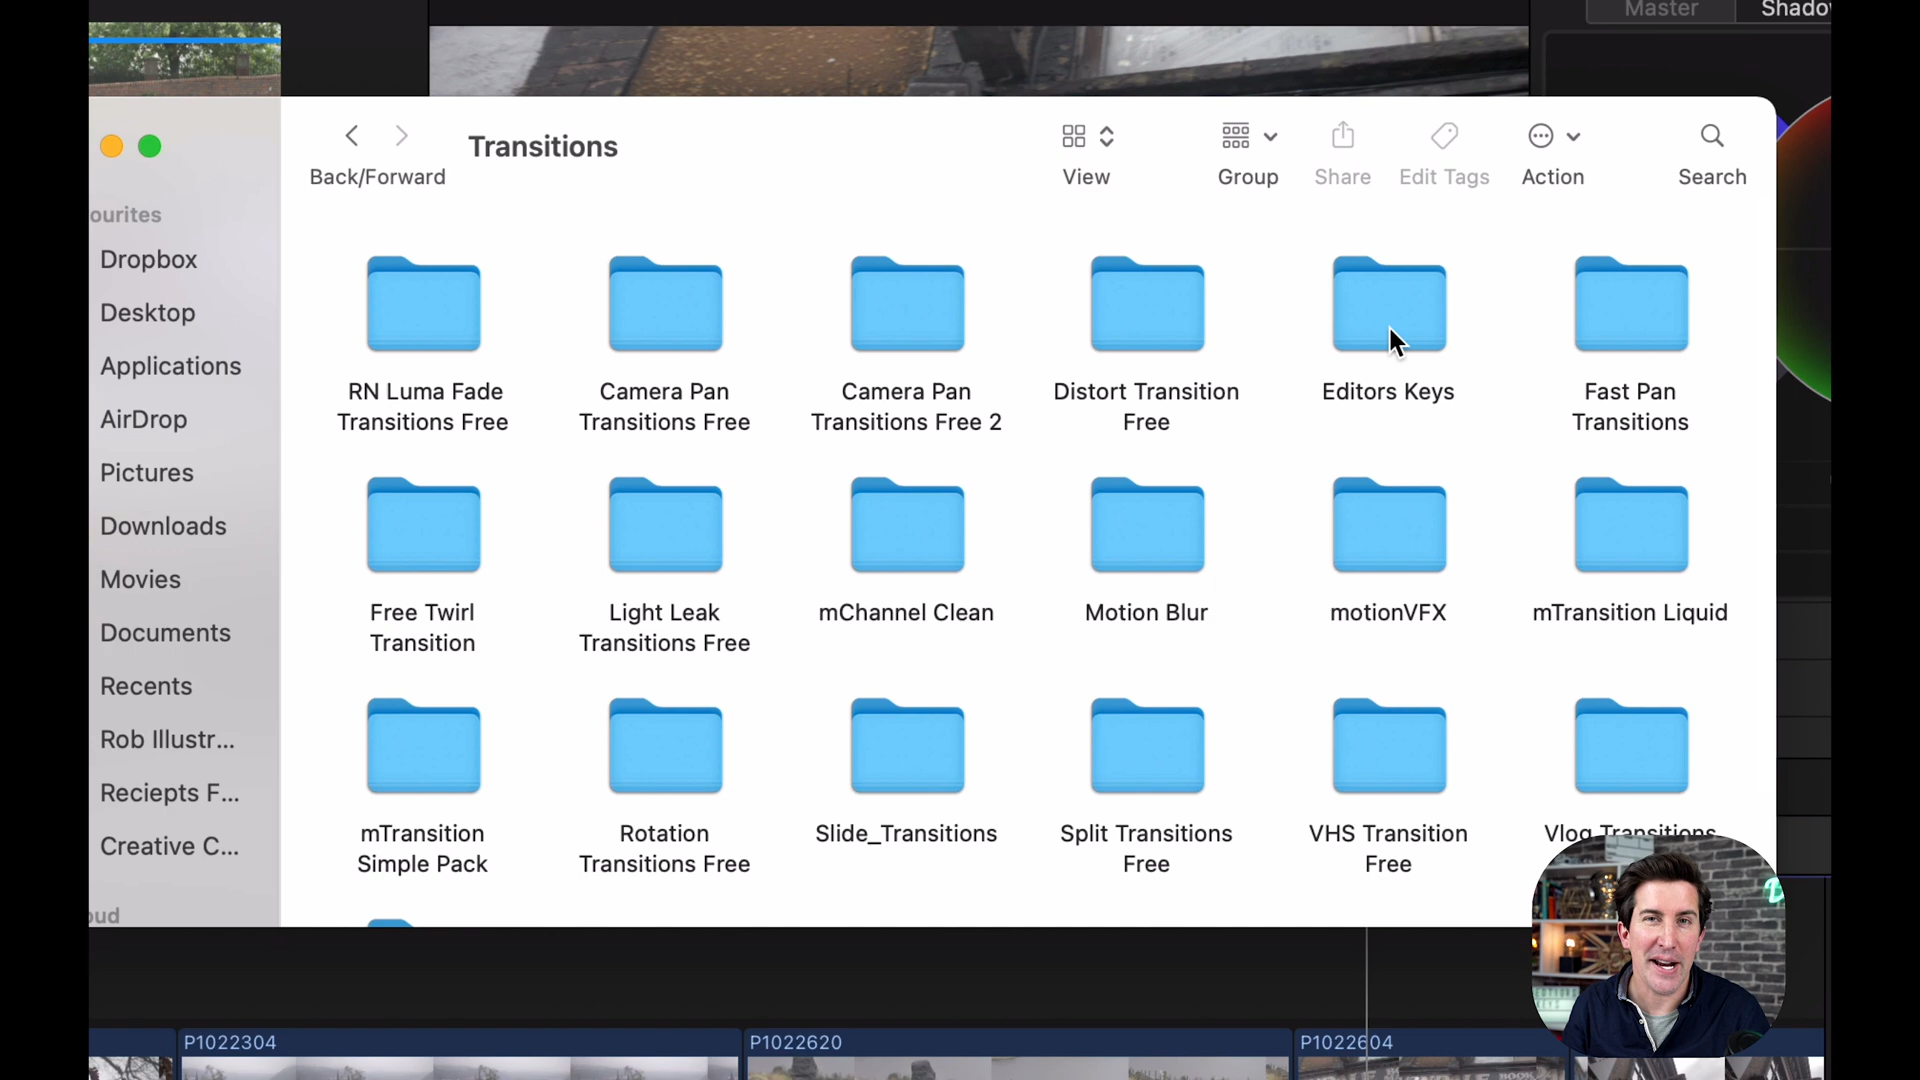 Master
Shadow
Transitions
Back/Forward
View
Group
Share
Edit Tags
Action
Search
ourites
Dropbox
Desktop
Applications
AirDrop
Pictures
Downloads
Movies
Documents
Recents
Rob Illustr...
Reciepts F...
Creative C...
oud
RN Luma Fade
Transitions Free
Camera Pan
Transitions Free
Camera Pan
Transitions Free 2
Distort Transition
Free
Editors Keys
Fast Pan
Transitions
Free Twirl
Transition
Light Leak
Transitions Free
mChannel Clean
Motion Blur
motionVFX
mTransition Liquid
mTransition
Simple Pack
Rotation
Transitions Free
Slide_Transitions
Split Transitions
Free
VHS Transition
Free
Vlog Transitions
P1022304
P1022620
P1022604